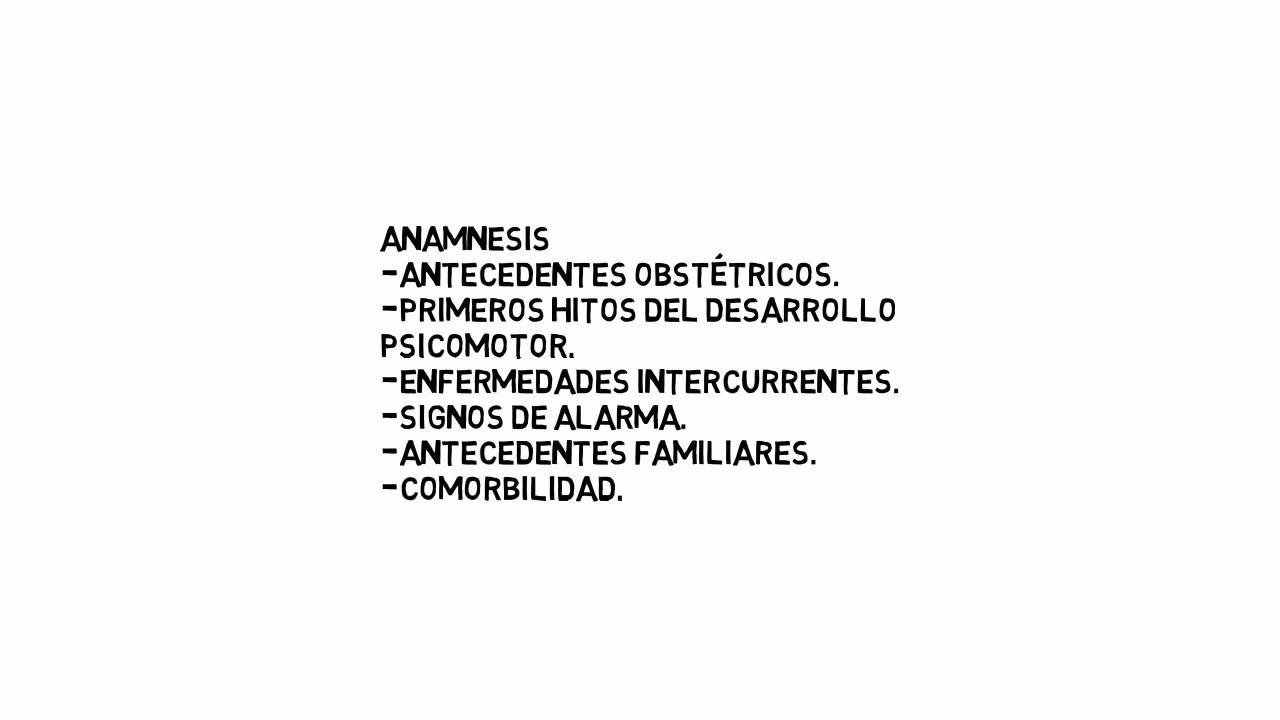 ANAMNESIS
-ANTECEDENTES OBSTÉTRICOS.
-PRIMEROS HITOS DEL DESARROLLO
PSICOMOTOR.
-ENFERMEDADES INTERCURRENTES.
-SIGNOS DE ALARMA.
-ANTECEDENTES FAMILIARES.
-COMORBILIDAD.